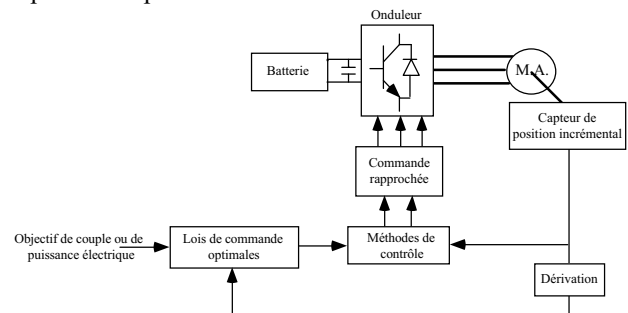 Onduleur
Batterie
M.A.
Capteur de
position incrémental
Commande
rapprochée
Objectif de couple ou de
puissance électrique
Lois de commande
optimales
Méthodes de
contrôle
Dérivation